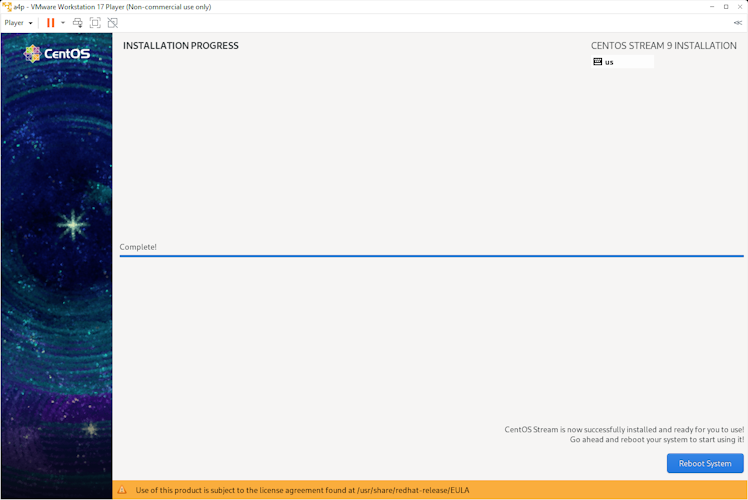 a4p - VMware Workstation 17 Player (Non-commercial use only)
Player
CentOS
INSTALLATION PROGRESS
CENTOS STREAM 9 INSTALLATION
us
Complete!
CentOS Stream is now successfully installed and ready for you to use!
Go ahead and reboot your system to start using it!
Reboot System
Use of this product is subject to the license agreement found at /usr/share/redhat-release/EULA